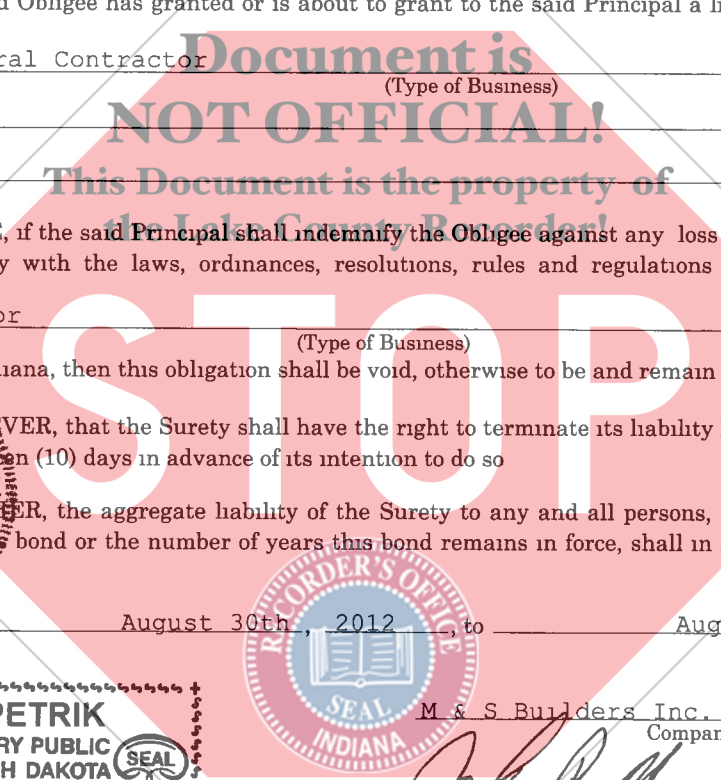 d Obligee has granted or is about to grant to the said Principal a li
ral Contractor
Document is
(Type of Business)
NOT OFFICIAL!
This Document is the property of
the Lake County Recorder!
, if the said Principal shall indemnify the Obligee against any loss
y with the laws, ordinances, resolutions, rules and regulations
or
STOP
(Type of Business)
iana, then this obligation shall be void, otherwise to be and remain
VER, that the Surety shall have the right to terminate its liability
en (10) days in advance of its intention to do so
ER, the aggregate liability of the Surety to any and all persons,
bond or the number of years this bond remains in force, shall in
RECORDER'S OFFICE
SEAL
INDIANA
August 30th, 2012, to Aug
PETRIK
RY PUBLIC
H DAKOTA
SEAL
M & S Builders Inc.
Compan